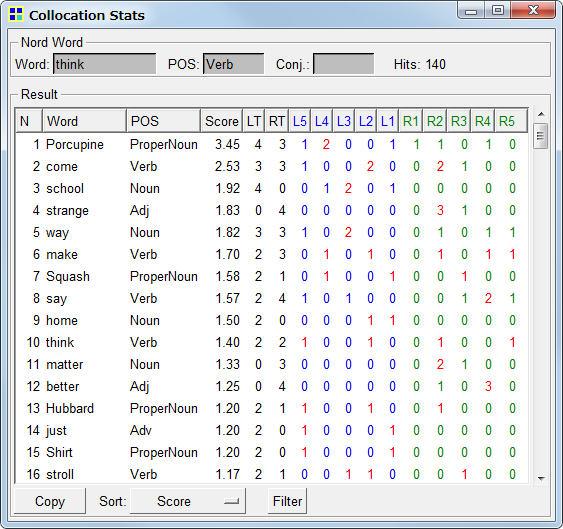 Collocation Stats
Nord Word
Word: think POS: Verb Conj.: Hits: 140
Result
N Word POS Score LT RT L5 L4 L3 L2 L1 R1 R2 R3 R4 R5
1 Porcupine ProperNoun 3.45 4 3 1 2 0 0 1 1 1 0 1 0
2 come Verb 2.53 3 3 1 0 0 2 0 0 2 1 0 0
3 school Noun 1.92 4 0 0 1 2 0 1 0 0 0 0 0
4 strange Adj 1.83 0 4 0 0 0 0 0 0 3 1 0 0
5 way Noun 1.82 3 3 1 0 2 0 0 0 1 0 1 1
6 make Verb 1.70 2 3 0 1 0 1 0 0 1 0 1 1
7 Squash ProperNoun 1.58 2 1 0 1 0 0 1 0 0 1 0 0
8 say Verb 1.57 2 4 1 0 1 0 0 0 0 1 2 1
9 home Noun 1.50 2 0 0 0 0 1 1 0 0 0 0 0
10 think Verb 1.40 2 2 1 0 0 1 0 0 1 0 0 1
11 matter Noun 1.33 0 3 0 0 0 0 0 0 2 1 0 0
12 better Adj 1.25 0 4 0 0 0 0 0 0 1 0 3 0
13 Hubbard ProperNoun 1.20 2 1 1 0 0 1 0 0 1 0 0 0
14 just Adv 1.20 2 0 1 0 0 0 1 0 0 0 0 0
15 Shirt ProperNoun 1.20 2 0 1 0 0 0 1 0 0 0 0 0
16 stroll Verb 1.17 2 1 0 0 1 1 0 0 0 1 0 0
Copy Sort: Score Filter